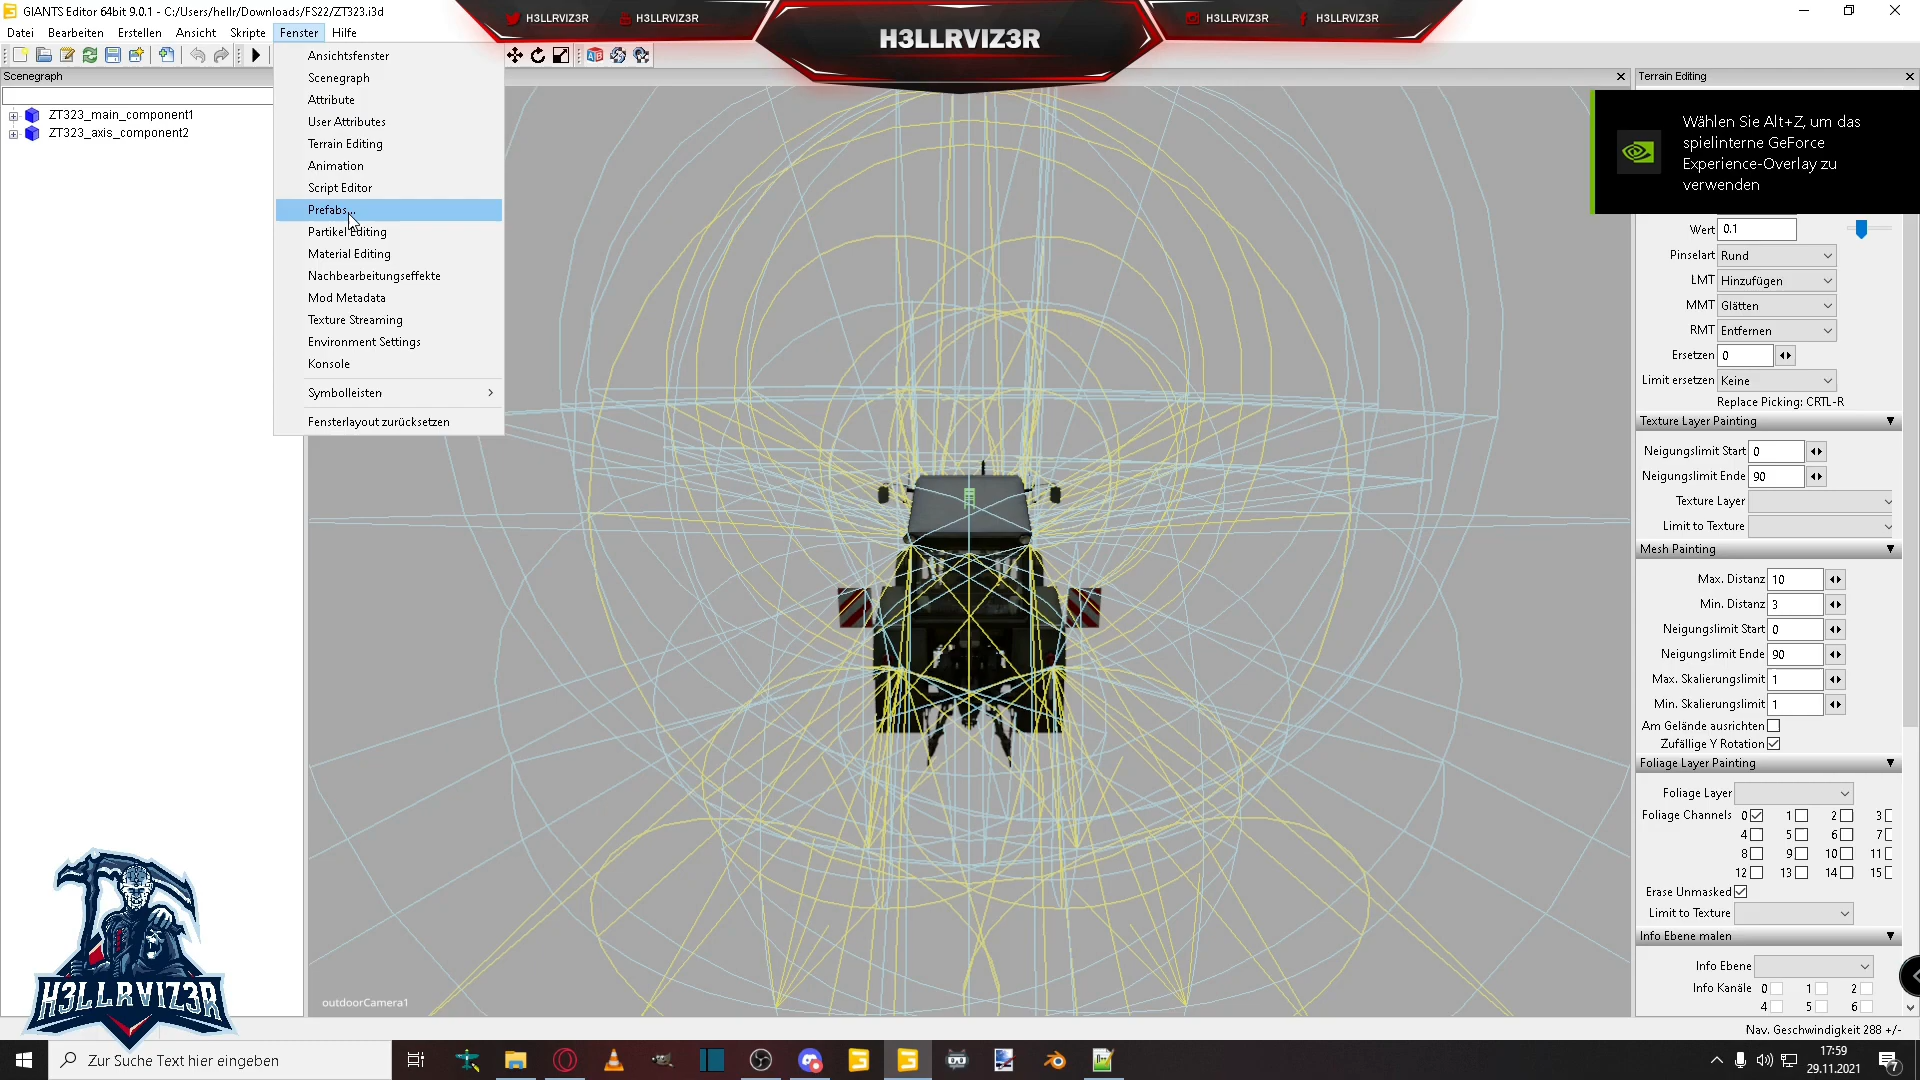 GIANTS Editor 64bit 9.0.1 - C:/Users/hellr/Downloads/FS22/ZT323.i3d
H3LLRVIZ3R
H3LLRVIZ3R
H3LLRVIZ3R
H3LLRVIZ3R
H3LLRVIZ3R
Datei Bearbeiten Erstellen Ansicht Skripte Fenster Hilfe
Scenegraph
ZT323_main_component1
ZT323_axis_component2
Ansichtsfenster
Scenegraph
Attribute
User Attributes
Terrain Editing
Animation
Script Editor
Prefabs...
Partikel Editing
Material Editing
Nachbearbeitungseffekte
Mod Metadata
Texture Streaming
Environment Settings
Konsole
Symbolleisten
Fensterlayout zurücksetzen
outdoorCamera1
H3LLRVIZ3R
Terrain Editing
Wählen Sie Alt+Z, um das
spielinterne GeForce
Experience-Overlay zu
verwenden
Wert 0.1
Pinselart Rund
LMT Hinzufügen
MMT Glätten
RMT Entfernen
Ersetzen 0
Limit ersetzen Keine
Replace Picking: CRTL-R
Texture Layer Painting
Neigungslimit Start 0
Neigungslimit Ende 90
Texture Layer
Limit to Texture
Mesh Painting
Max. Distanz 10
Min. Distanz 3
Neigungslimit Start 0
Neigungslimit Ende 90
Max. Skalierungslimit 1
Min. Skalierungslimit 1
Am Gelände ausrichten
Zufällige Y Rotation
Foliage Layer Painting
Foliage Layer
Foliage Channels 0 1 2 3
4 5 6 7
8 9 10 11
12 13 14 15
Erase Unmasked
Limit to Texture
Info Ebene malen
Info Ebene
Info Kanäle 0 1 2
4 5 6
Nav. Geschwindigkeit 288 +/-
Zur Suche Text hier eingeben
17:59
29.11.2021
7